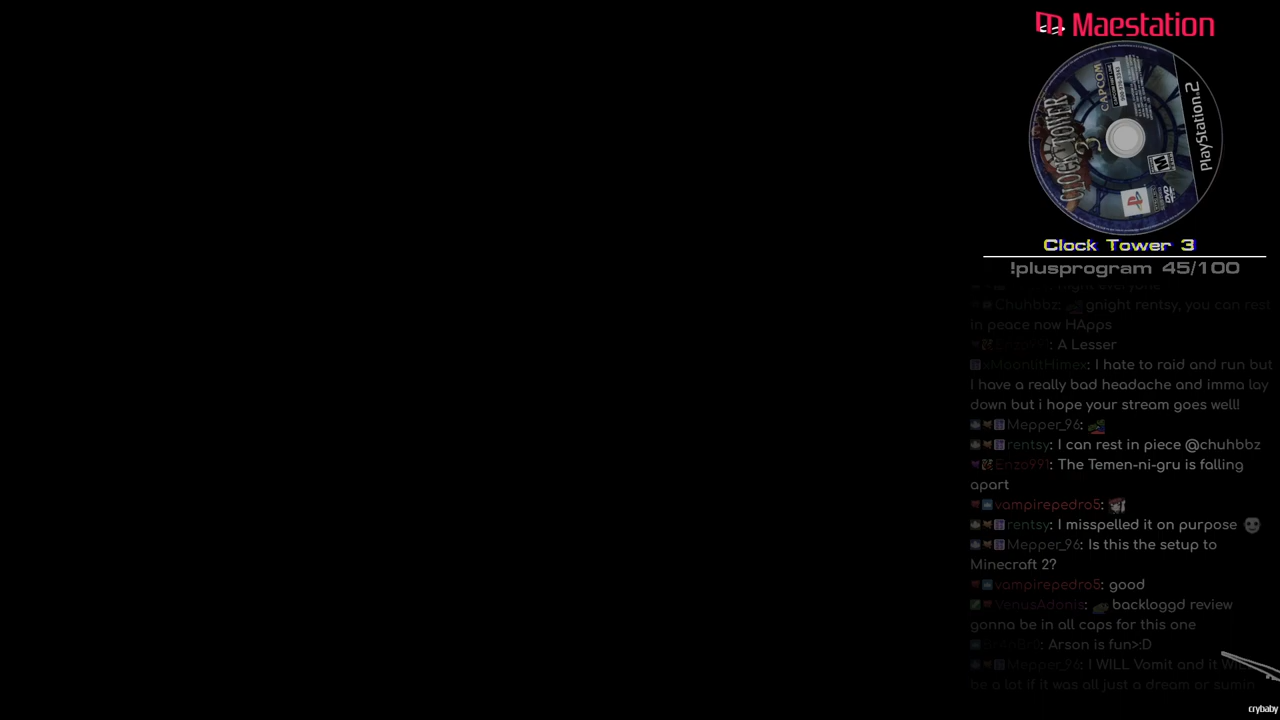 Maestation
CAPCOM
CLOCK TOWER
3
PlayStation.2
Clock Tower 3
!plusprogram 45/100
: night everyone
Chuhbbz: gnight rentsy, you can rest
in peace now HApps
: A Lesser
xMoonlitHimex: I hate to raid and run but
I have a really bad headache and imma lay
down but i hope your stream goes well!
Mepper_96:
rentsy: I can rest in piece @chuhbbz
Enzo991: The Temen-ni-gru is falling
apart
vampirepedro5:
rentsy: I misspelled it on purpose
Mepper_96: Is this the setup to
Minecraft 2?
vampirepedro5: good
VenusAdonis: backloggd review
gonna be in all caps for this one
: Arson is fun>:D
Mepper_96: I WILL Vomit and it Will
be a lot if it was all just a dream or sumin
crybaby